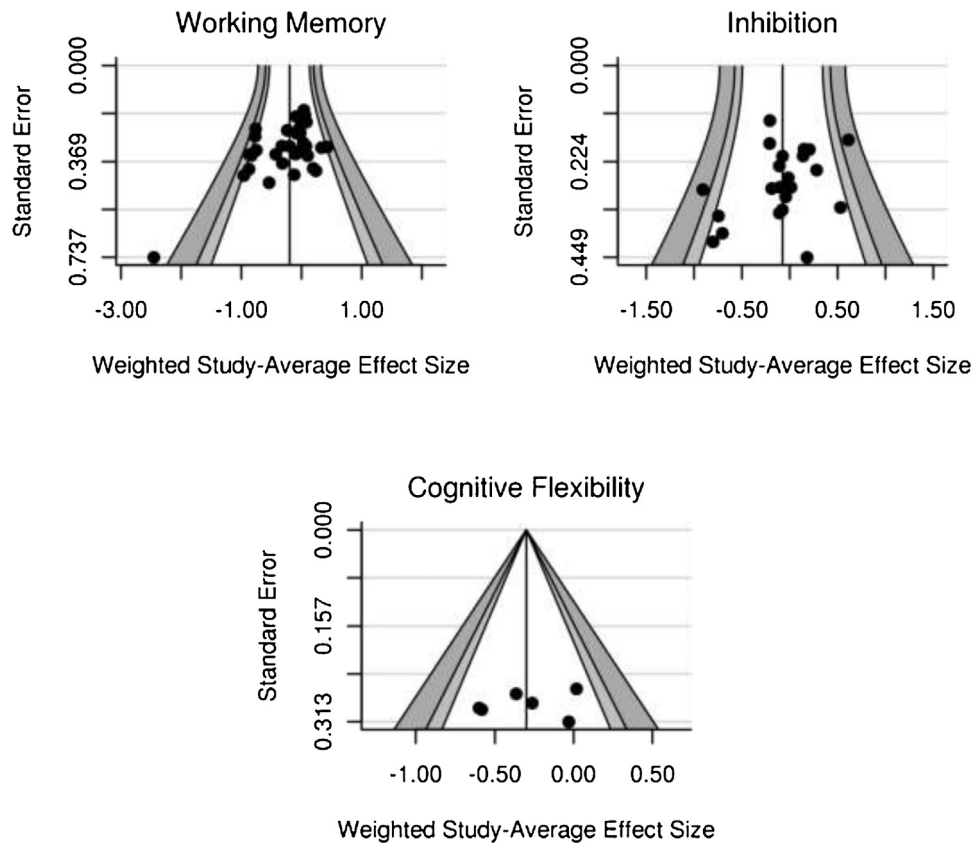 Working Memory
Standard Error
0.000
0.369
0.737
-3.00 -1.00 1.00
Weighted Study-Average Effect Size
Inhibition
Standard Error
0.000
0.224
0.449
-1.50 -0.50 0.50 1.50
Weighted Study-Average Effect Size
Cognitive Flexibility
Standard Error
0.000
0.157
0.313
-1.00 -0.50 0.00 0.50
Weighted Study-Average Effect Size